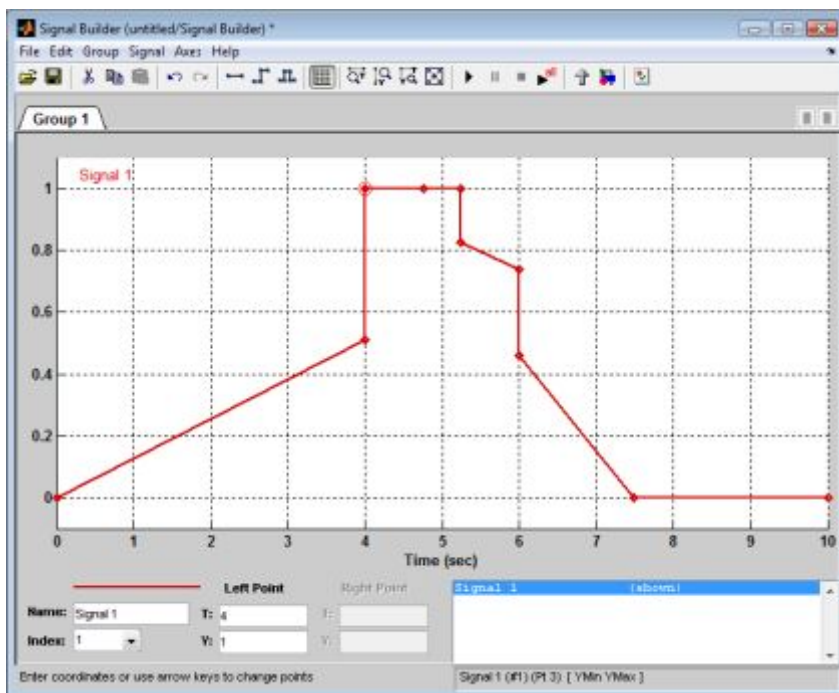 Signal Builder (untitled/Signal Builder) *
File Edit Group Signal Axes Help
Group 1
Signal 1
1
0.8
0.6
0.4
0.2
0
0 1 2 3 4 5 6 7 8 9 10
Time (sec)
Left Point Right Point
Name: Signal 1 T: 4 T:
Index: 1 Y: 1 Y:
Signal 1 (shown)
Enter coordinates or use arrow keys to change points
Signal 1 (#1) (Pt 3) [ YMin YMax ]